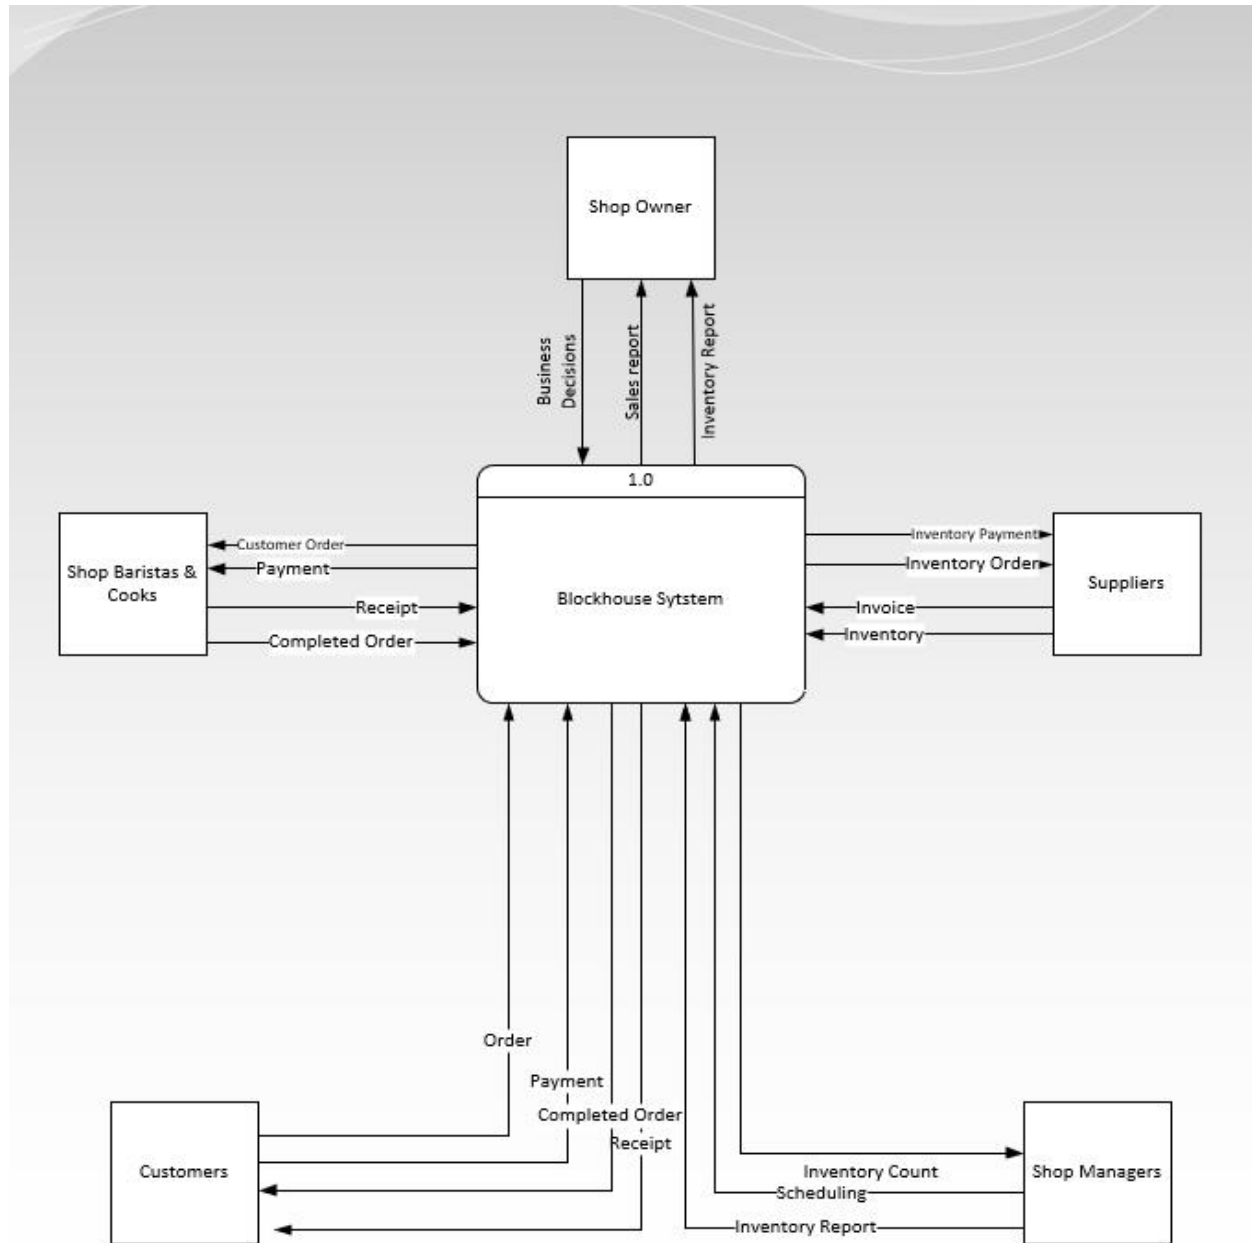 Shop Owner
Business
Decisions
Sales report
Inventory Report
1.0
Blockhouse Sytstem
Shop Baristas &
Cooks
Customer Order
Payment
Receipt
Completed Order
Inventory Payment
Inventory Order
Suppliers
Invoice
Inventory
Order
Payment
Completed Order
Receipt
Customers
Inventory Count
Scheduling
Inventory Report
Shop Managers